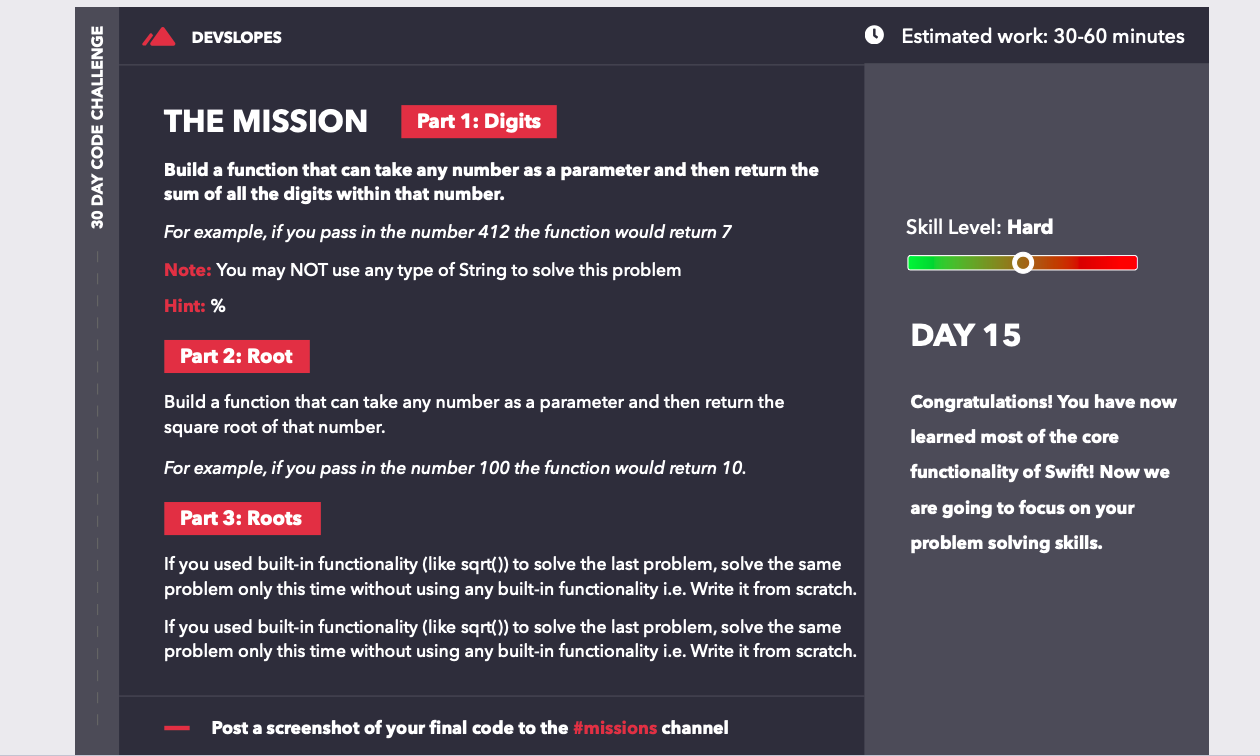 30 DAY CODE CHALLENGE
DEVSLOPES
Estimated work: 30-60 minutes
THE MISSION
Part 1: Digits
Build a function that can take any number as a parameter and then return the
sum of all the digits within that number.
For example, if you pass in the number 412 the function would return 7
Note: You may NOT use any type of String to solve this problem
Hint: %
Part 2: Root
Build a function that can take any number as a parameter and then return the
square root of that number.
For example, if you pass in the number 100 the function would return 10.
Part 3: Roots
If you used built-in functionality (like sqrt()) to solve the last problem, solve the same
problem only this time without using any built-in functionality i.e. Write it from scratch.
If you used built-in functionality (like sqrt()) to solve the last problem, solve the same
problem only this time without using any built-in functionality i.e. Write it from scratch.
Post a screenshot of your final code to the #missions channel
Skill Level: Hard
DAY 15
Congratulations! You have now
learned most of the core
functionality of Swift! Now we
are going to focus on your
problem solving skills.